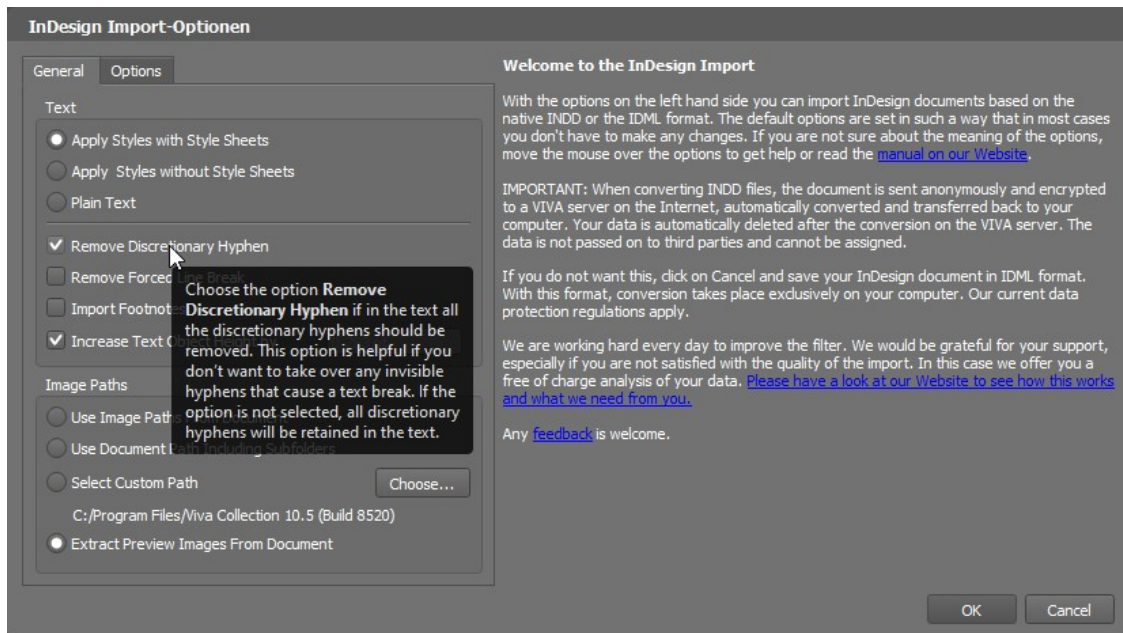 InDesign Import-Optionen
General Options
Text
Apply Styles with Style Sheets
Apply Styles without Style Sheets
Plain Text
Remove Discretionary Hyphen
Remove Forced Line Break
Import Footnotes
Increase Text Object Height by
Choose the option Remove
Discretionary Hyphen if in the text all
the discretionary hyphens should be
removed. This option is helpful if you
don't want to take over any invisible
hyphens that cause a text break. If the
option is not selected, all discretionary
hyphens will be retained in the text.
Image Paths
Use Image Paths From Document
Use Document Path Including Subfolders
Select Custom Path
Choose...
C:/Program Files/Viva Collection 10.5 (Build 8520)
Extract Preview Images From Document
Welcome to the InDesign Import
With the options on the left hand side you can import InDesign documents based on the
native INDD or the IDML format. The default options are set in such a way that in most cases
you don't have to make any changes. If you are not sure about the meaning of the options,
move the mouse over the options to get help or read the manual on our Website.
IMPORTANT: When converting INDD files, the document is sent anonymously and encrypted
to a VIVA server on the Internet, automatically converted and transferred back to your
computer. Your data is automatically deleted after the conversion on the VIVA server. The
data is not passed on to third parties and cannot be assigned.
If you do not want this, click on Cancel and save your InDesign document in IDML format.
With this format, conversion takes place exclusively on your computer. Our current data
protection regulations apply.
We are working hard every day to improve the filter. We would be grateful for your support,
especially if you are not satisfied with the quality of the import. In this case we offer you a
free of charge analysis of your data. Please have a look at our Website to see how this works
and what we need from you.
Any feedback is welcome.
OK
Cancel